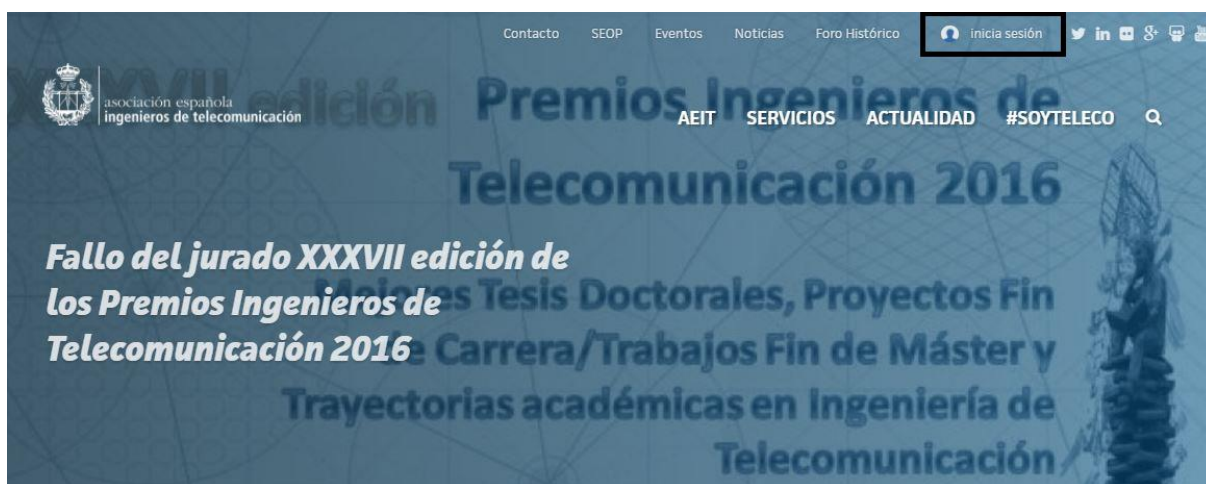 Contacto SEOP Eventos Noticias Foro Histórico inicia sesión
asociación española
ingenieros de telecomunicación
AEIT SERVICIOS ACTUALIDAD #SOYTELECO
XXXVII edición Premios Ingenieros de
Telecomunicación 2016
Fallo del jurado XXXVII edición de
los Premios Ingenieros de
Telecomunicación 2016
Mejores Tesis Doctorales, Proyectos Fin
de Carrera/Trabajos Fin de Máster y
Trayectorias académicas en Ingeniería de
Telecomunicación